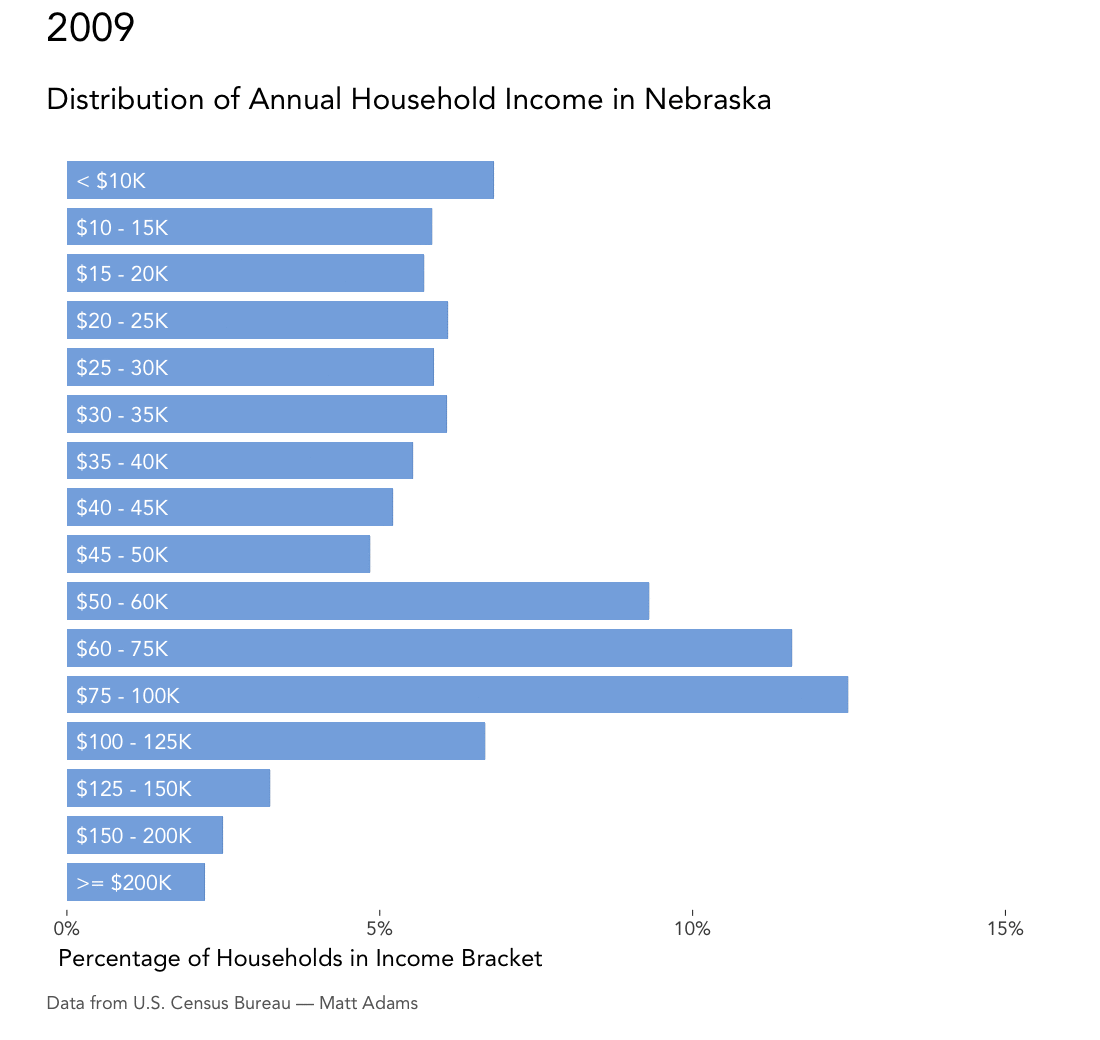 2009
Distribution of Annual Household Income in Nebraska
< $10K
$10 - 15K
$15 - 20K
$20 - 25K
$25 - 30K
$30 - 35K
$35 - 40K
$40 - 45K
$45 - 50K
$50 - 60K
$60 - 75K
$75 - 100K
$100 - 125K
$125 - 150K
$150 - 200K
>= $200K
0% 5% 10% 15%
Percentage of Households in Income Bracket
Data from U.S. Census Bureau — Matt Adams